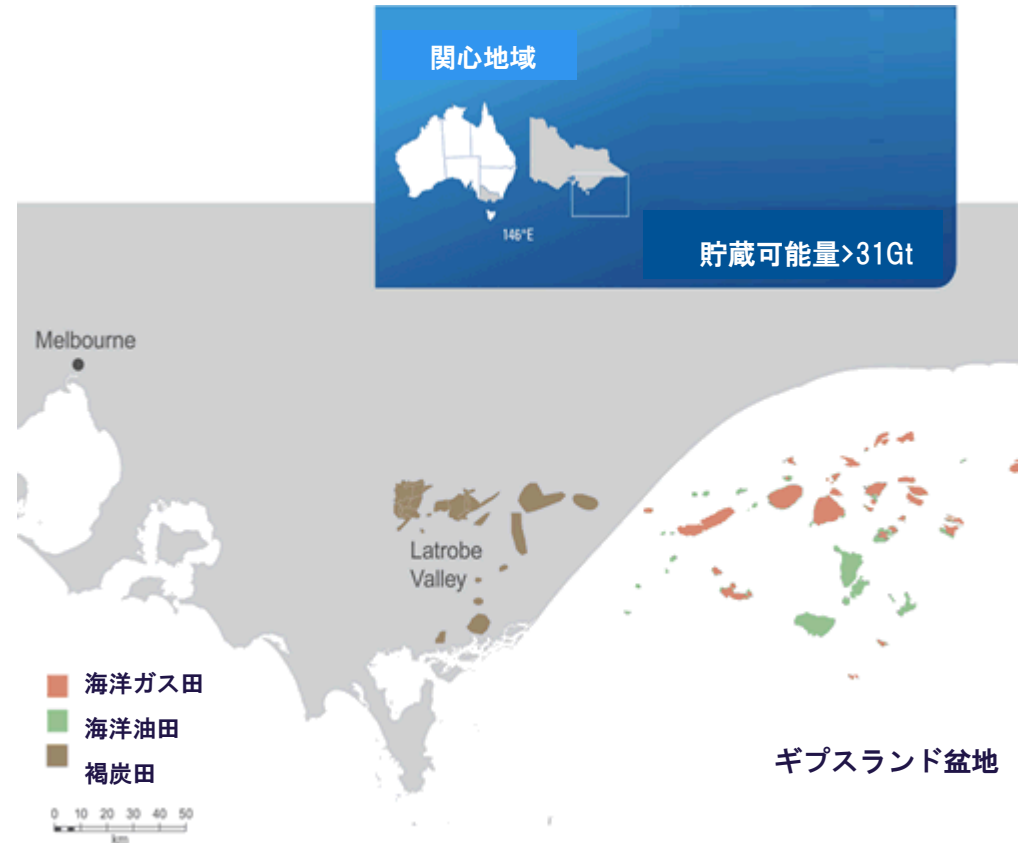 関心地域
146°E
貯蔵可能量>31Gt
Melbourne
Latrobe
Valley
海洋ガス田
海洋油田
褐炭田
ギプスランド盆地
0 10 20 30 40 50
km